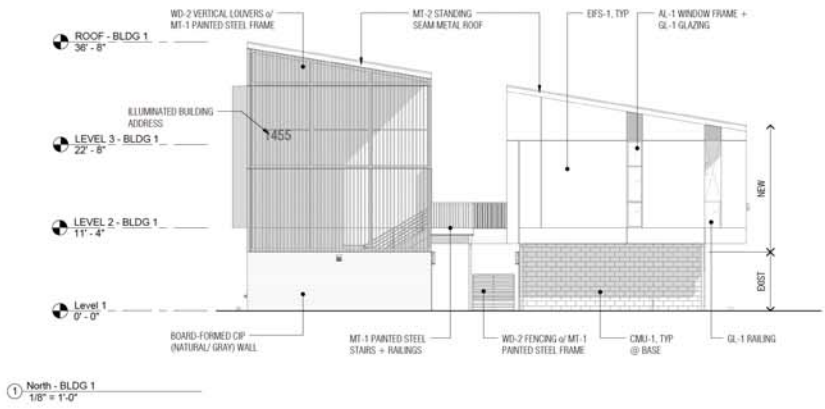 WD-2 VERTICAL LOUVERS o/
MT-1 PAINTED STEEL FRAME
MT-2 STANDING
SEAM METAL ROOF
EIFS-1, TYP
AL-1 WINDOW FRAME +
GL-1 GLAZING
ROOF - BLDG 1
36' - 8"
ILLUMINATED BUILDING
ADDRESS
1455
LEVEL 3 - BLDG 1
22' - 8"
NEW
LEVEL 2 - BLDG 1
11' - 4"
EXIST
Level 1
0' - 0"
BOARD-FORMED CIP
(NATURAL/ GRAY) WALL
MT-1 PAINTED STEEL
STAIRS + RAILINGS
WD-2 FENCING o/ MT-1
PAINTED STEEL FRAME
CMU-1, TYP
@ BASE
GL-1 RAILING
1
North - BLDG 1
1/8" = 1'-0"